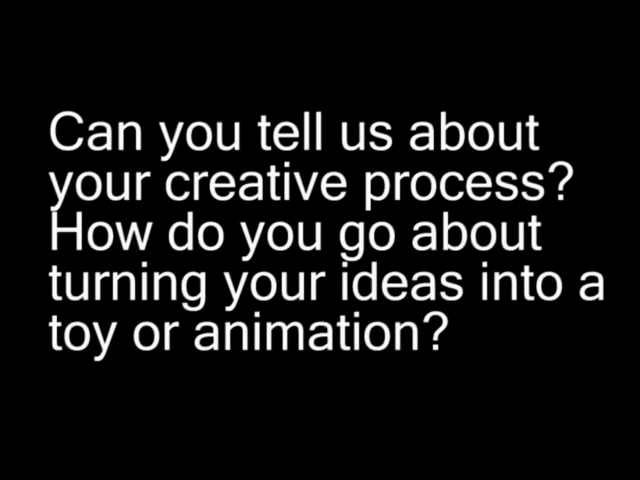 Can you tell us about
your creative process?
How do you go about
turning your ideas into a
toy or animation?